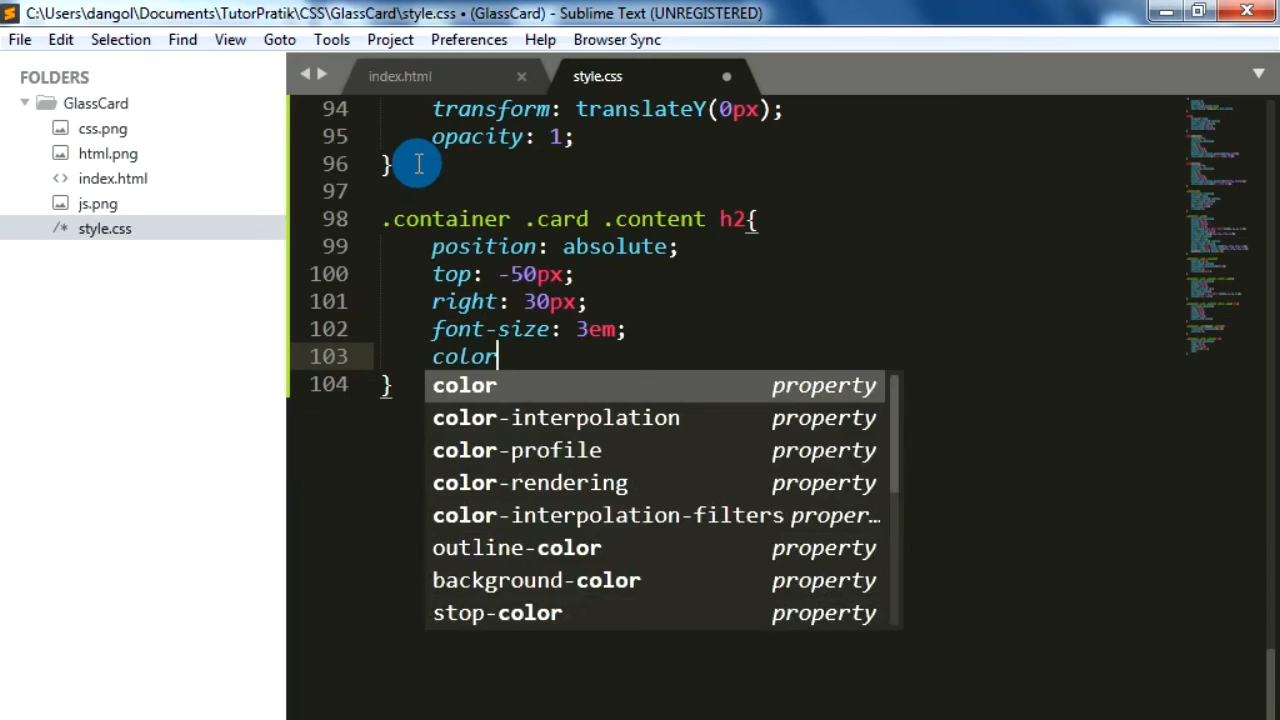 C:\Users\dangol\Documents\TutorPratik\CSS\GlassCard\style.css • (GlassCard) - Sublime Text (UNREGISTERED)
File Edit Selection Find View Goto Tools Project Preferences Help Browser Sync
FOLDERS
GlassCard
css.png
html.png
<> index.html
js.png
/* style.css
index.html × style.css
94 transform: translateY(0px);
95 opacity: 1;
96 }
97
98 .container .card .content h2{
99 position: absolute;
100 top: -50px;
101 right: 30px;
102 font-size: 3em;
103 color
104 }
color property
color-interpolation property
color-profile property
color-rendering property
color-interpolation-filters proper…
outline-color property
background-color property
stop-color property